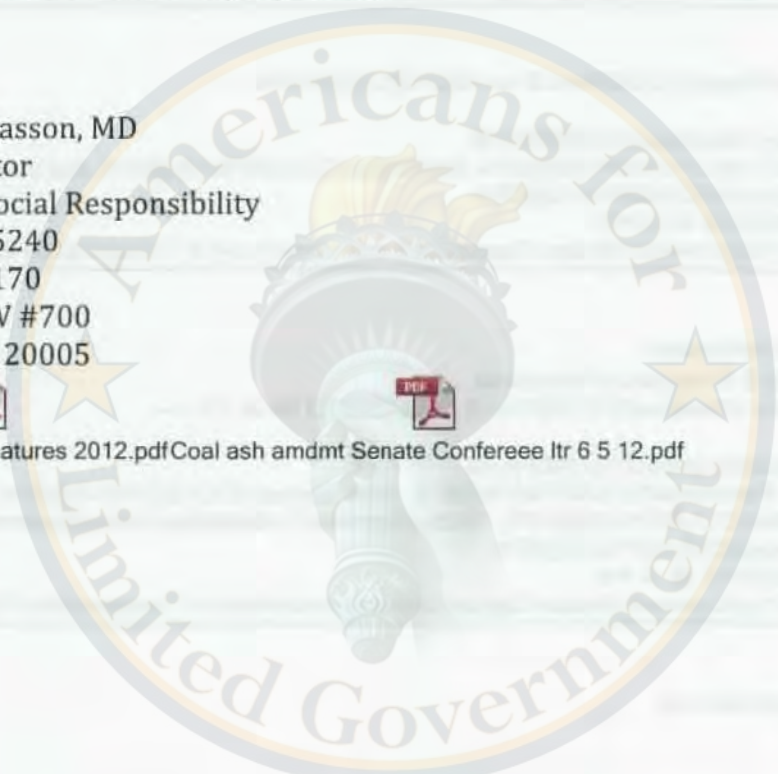 asson, MD
tor
ocial Responsibility
5240
170
V #700
20005
PDF
atures 2012.pdfCoal ash amdmt Senate Confereee ltr 6 5 12.pdf
Americans for
Limited Government